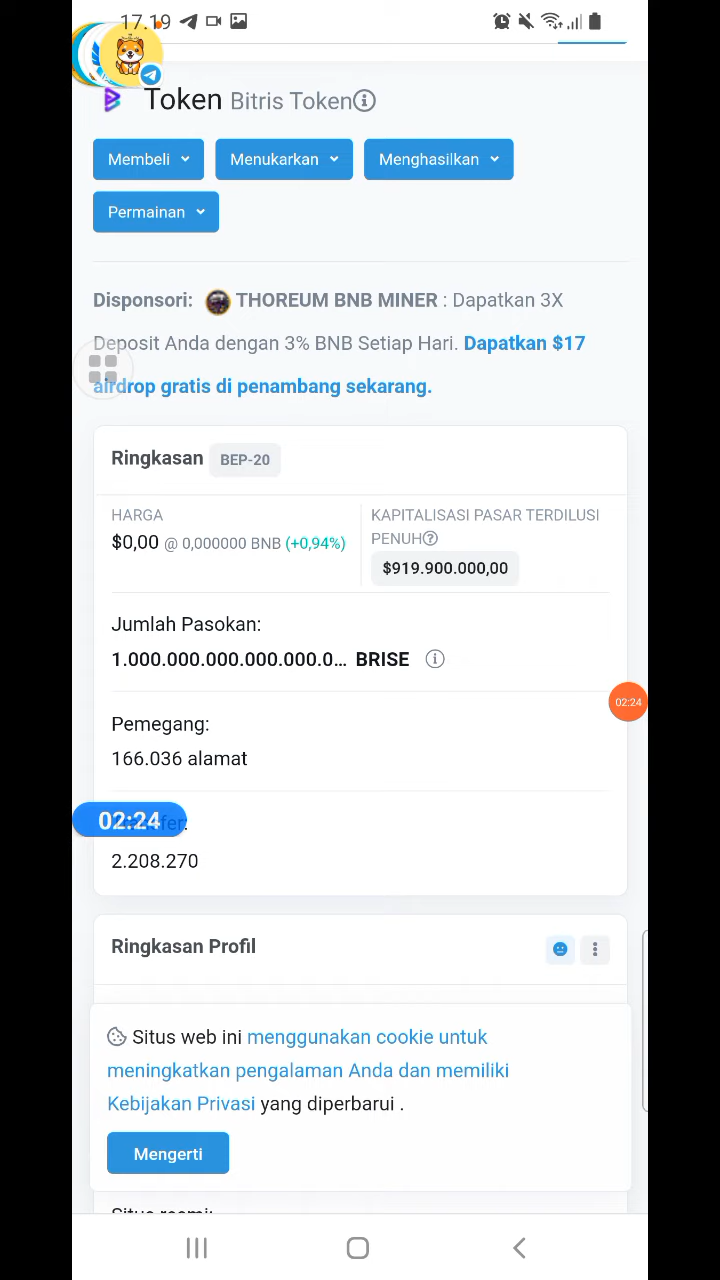 17.19
Token Bitris Token
Membeli
Menukarkan
Menghasilkan
Permainan
Disponsori: THOREUM BNB MINER : Dapatkan 3X
Deposit Anda dengan 3% BNB Setiap Hari. Dapatkan $17
airdrop gratis di penambang sekarang.
Ringkasan BEP-20
HARGA
$0,00 @ 0,000000 BNB (+0,94%)
KAPITALISASI PASAR TERDILUSI
PENUH
$919.900.000,00
Jumlah Pasokan:
1.000.000.000.000.000.0... BRISE
02:24
Pemegang:
166.036 alamat
02:24
2.208.270
Ringkasan Profil
Situs web ini menggunakan cookie untuk
meningkatkan pengalaman Anda dan memiliki
Kebijakan Privasi yang diperbarui .
Mengerti
Situs resmi: